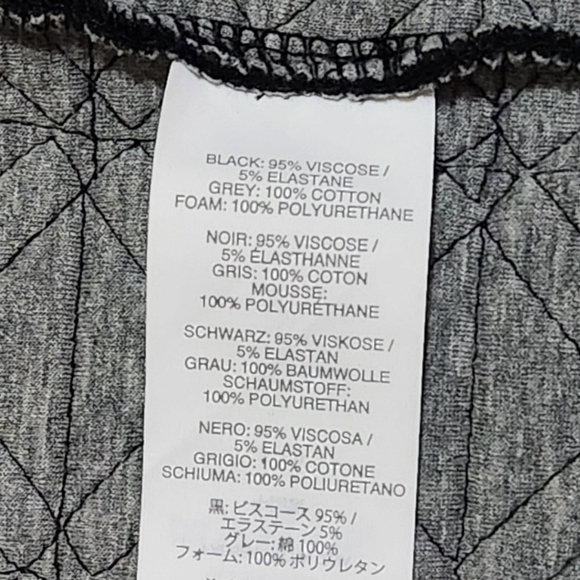 BLACK: 95% VISCOSE /
5% ELASTANE
GREY: 100% COTTON
FOAM: 100% POLYURETHANE
NOIR: 95% VISCOSE /
5% ÉLASTHANNE
GRIS: 100% COTON
MOUSSE:
100% POLYURÉTHANE
SCHWARZ: 95% VISKOSE /
5% ELASTAN
GRAU: 100% BAUMWOLLE
SCHAUMSTOFF:
100% POLYURETHAN
NERO: 95% VISCOSA /
5% ELASTAN
GRIGIO: 100% COTONE
SCHIUMA: 100% POLIURETANO
黒: ビスコース 95% /
エラステーン 5%
グレー: 綿 100%
フォーム: 100% ポリウレタン